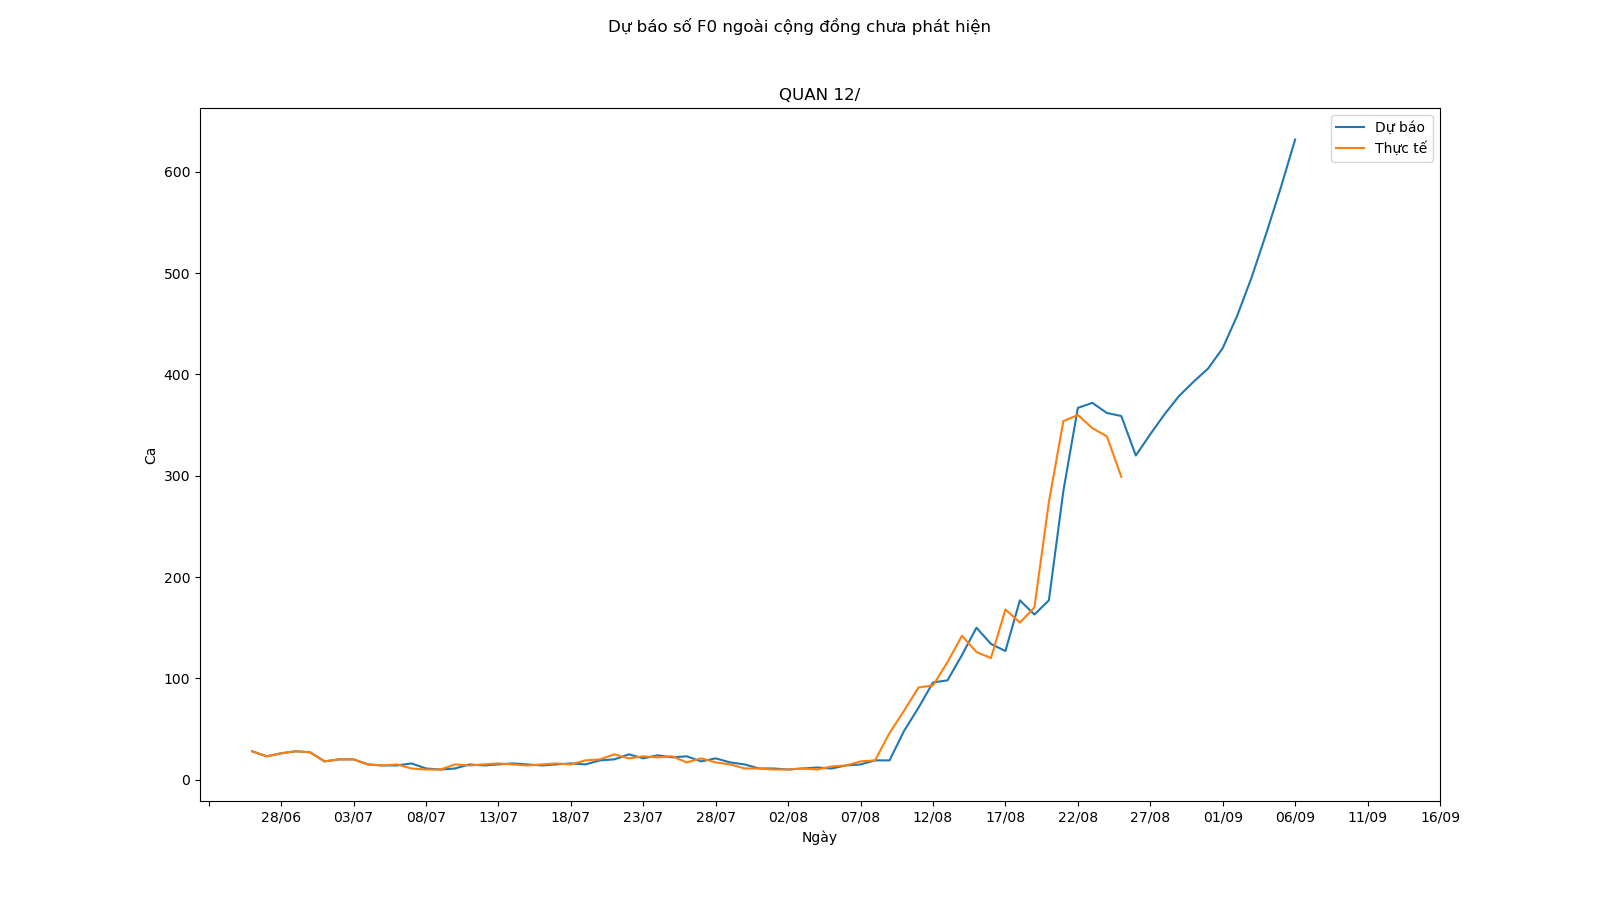 Dự báo số F0 ngoài cộng đồng chưa phát hiện
QUAN 12/
Dự báo
Thực tế
600
500
400
300
200
100
0
Ca
28/06 03/07 08/07 13/07 18/07 23/07 28/07 02/08 07/08 12/08 17/08 22/08 27/08 01/09 06/09 11/09 16/09
Ngày